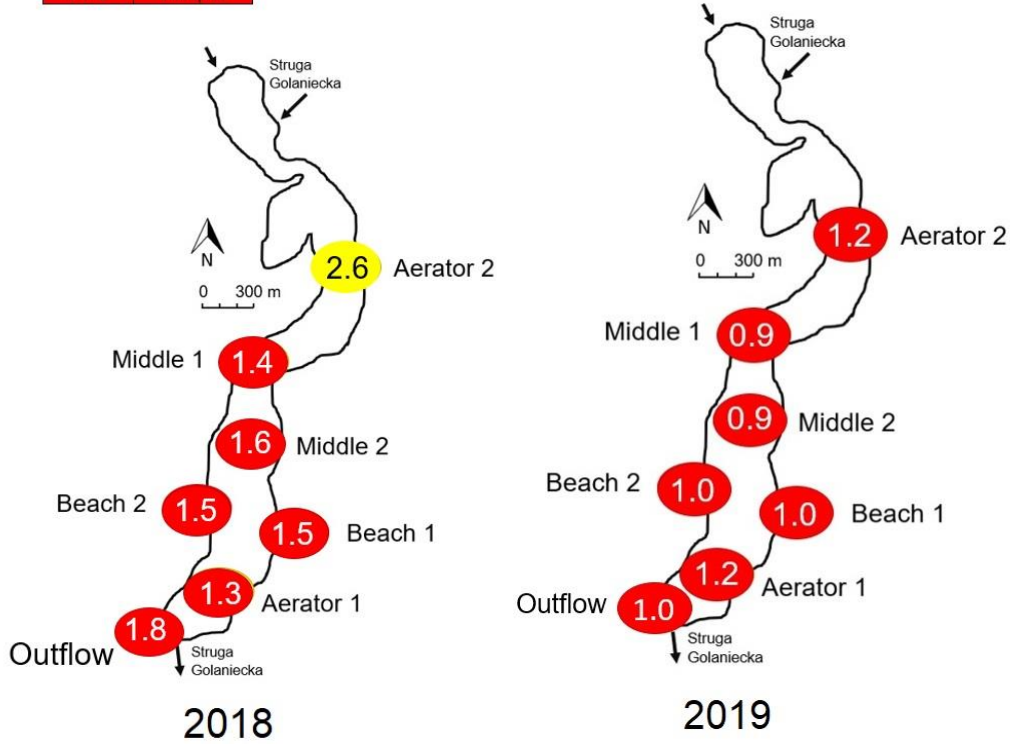 Struga
Golaniecka
N
0 300 m
2.6 Aerator 2
Middle 1 1.4
1.6 Middle 2
Beach 2 1.5
1.5 Beach 1
1.3 Aerator 1
1.8
Outflow
Struga
Golaniecka
2018
Struga
Golaniecka
N
0 300 m
1.2 Aerator 2
Middle 1 0.9
0.9 Middle 2
Beach 2 1.0
1.0 Beach 1
1.2 Aerator 1
Outflow 1.0
Struga
Golaniecka
2019